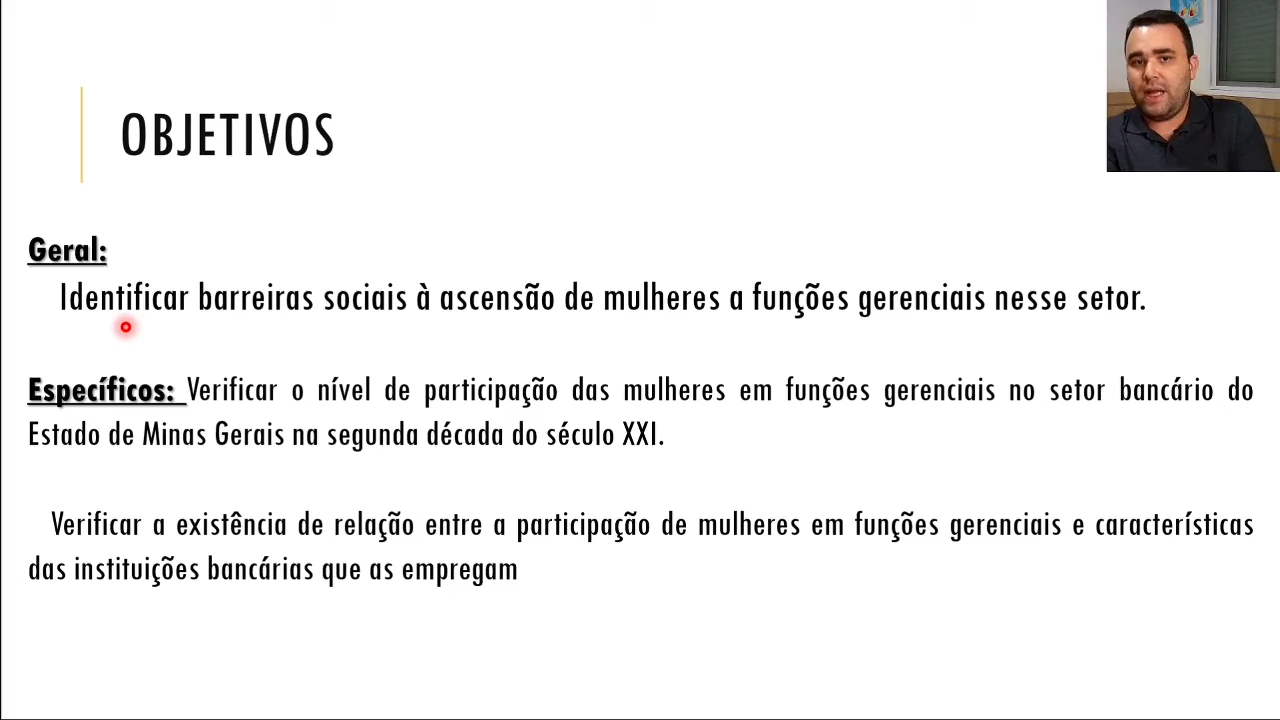 OBJETIVOS
Geral:
Identificar barreiras sociais à ascensão de mulheres a funções gerenciais nesse setor.
Específicos: Verificar o nível de participação das mulheres em funções gerenciais no setor bancário do
Estado de Minas Gerais na segunda década do século XXI.
Verificar a existência de relação entre a participação de mulheres em funções gerenciais e características
das instituições bancárias que as empregam